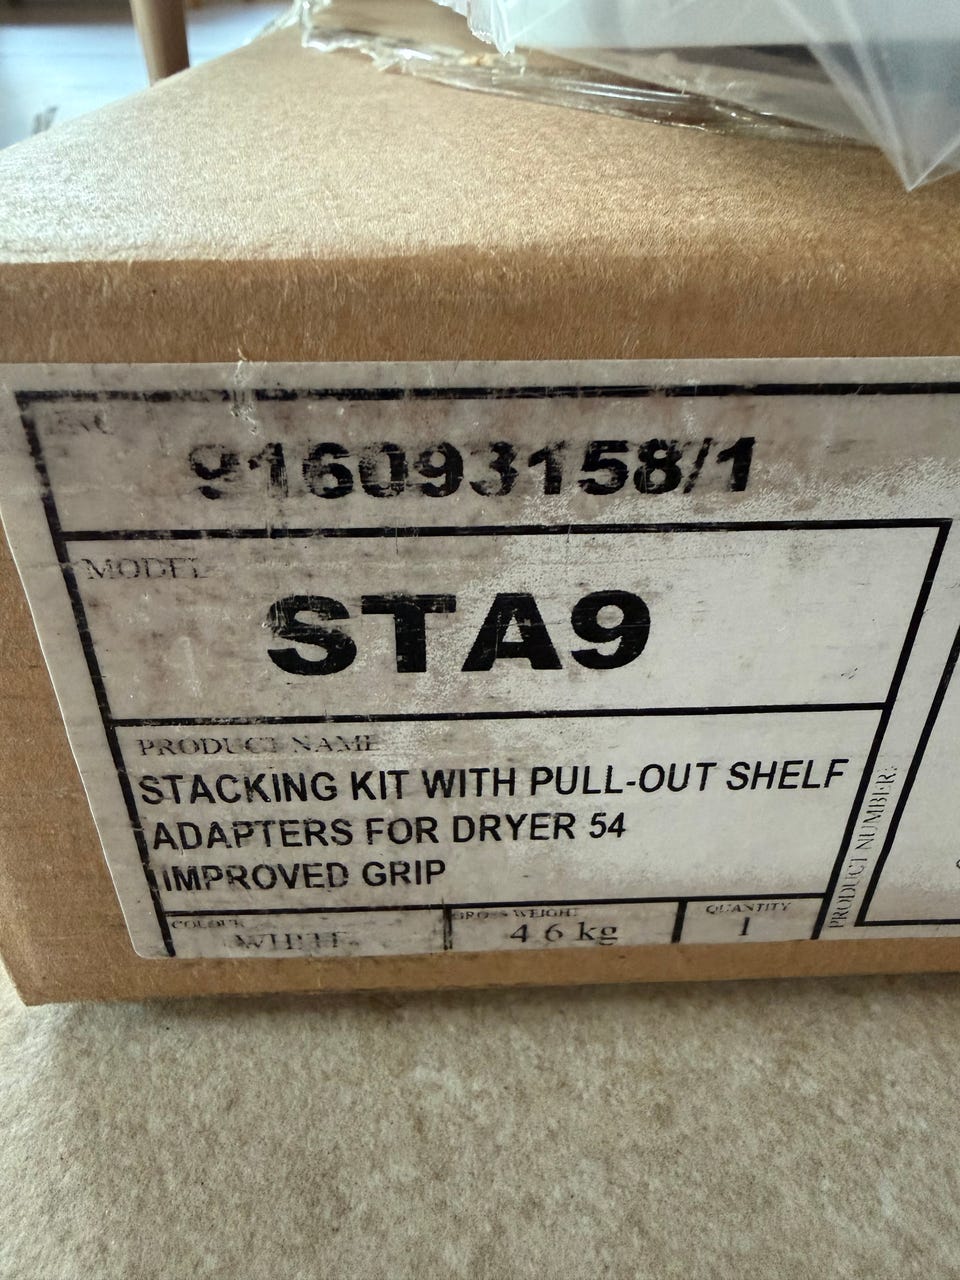 PNC
916093158/1
MODEL
STA9
PRODUCT NAME
STACKING KIT WITH PULL-OUT SHELF
ADAPTERS FOR DRYER 54
IMPROVED GRIP
COLOUR
WHITE
GROSS WEIGHT
4.6 kg
QUANTITY
1
PRODUCT NUMBER: